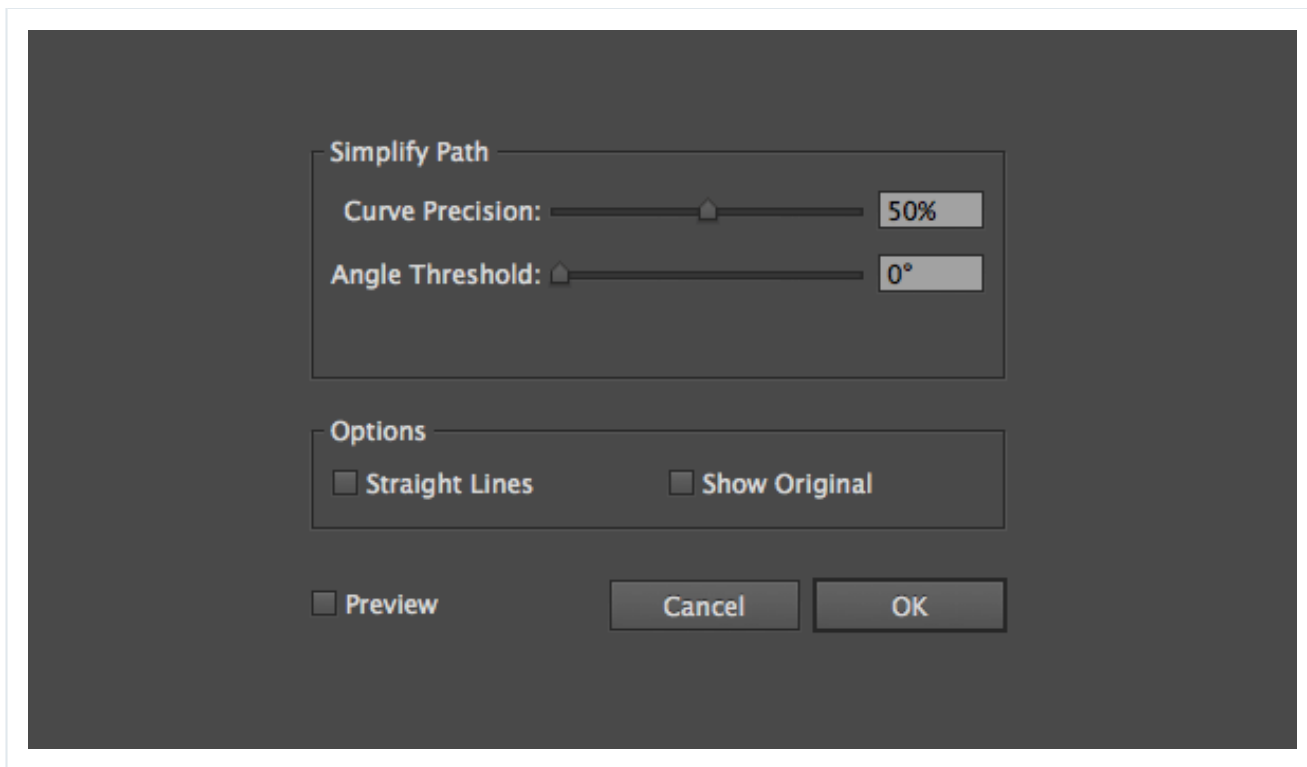 Simplify Path
Curve Precision: 50%
Angle Threshold: 0°
Options
Straight Lines Show Original
Preview Cancel OK